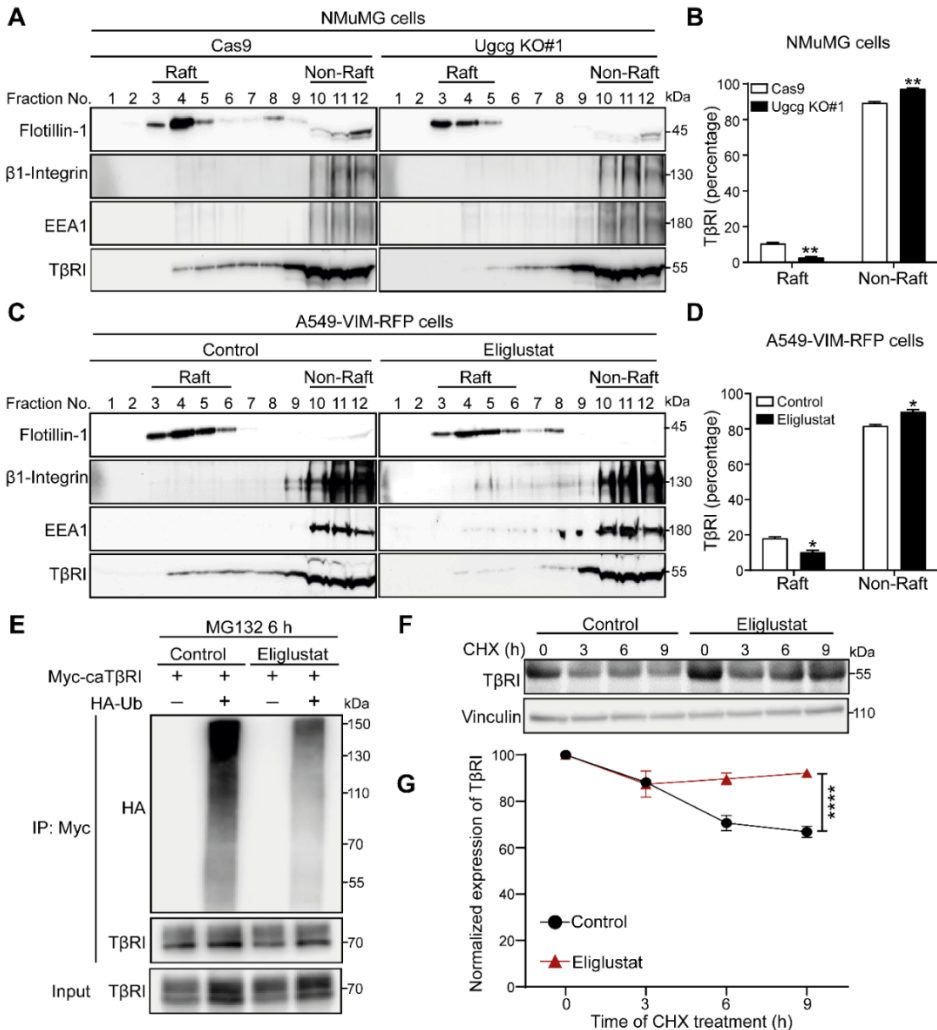 A
NMuMG cells
Cas9
Ugcg KO#1
Raft
Non-Raft
Raft
Non-Raft
Fraction No. 1 2 3 4 5 6 7 8 9 10 11 12 1 2 3 4 5 6 7 8 9 10 11 12 kDa
Flotillin-1
45
β1-Integrin
130
EEA1
180
TβRI
55
B
NMuMG cells
Cas9
Ugcg KO#1
TβRI (percentage)
100
80
60
40
20
0
**
**
Raft
Non-Raft
C
A549-VIM-RFP cells
Control
Eliglustat
Raft
Non-Raft
Raft
Non-Raft
Fraction No. 1 2 3 4 5 6 7 8 9 10 11 12 1 2 3 4 5 6 7 8 9 10 11 12 kDa
Flotillin-1
45
β1-Integrin
130
EEA1
180
TβRI
55
D
A549-VIM-RFP cells
Control
Eliglustat
TβRI (percentage)
100
80
60
40
20
0
*
*
Raft
Non-Raft
E
MG132 6 h
Control
Eliglustat
Myc-caTβRI + + + +
HA-Ub − + − + kDa
150
130
110
70
55
HA
IP: Myc
TβRI
70
Input
TβRI
70
F
Control
Eliglustat
CHX (h) 0 3 6 9 0 3 6 9 kDa
TβRI
55
Vinculin
110
G
Normalized expression of TβRI
100
80
60
40
20
0
****
Control
Eliglustat
0 3 6 9
Time of CHX treatment (h)